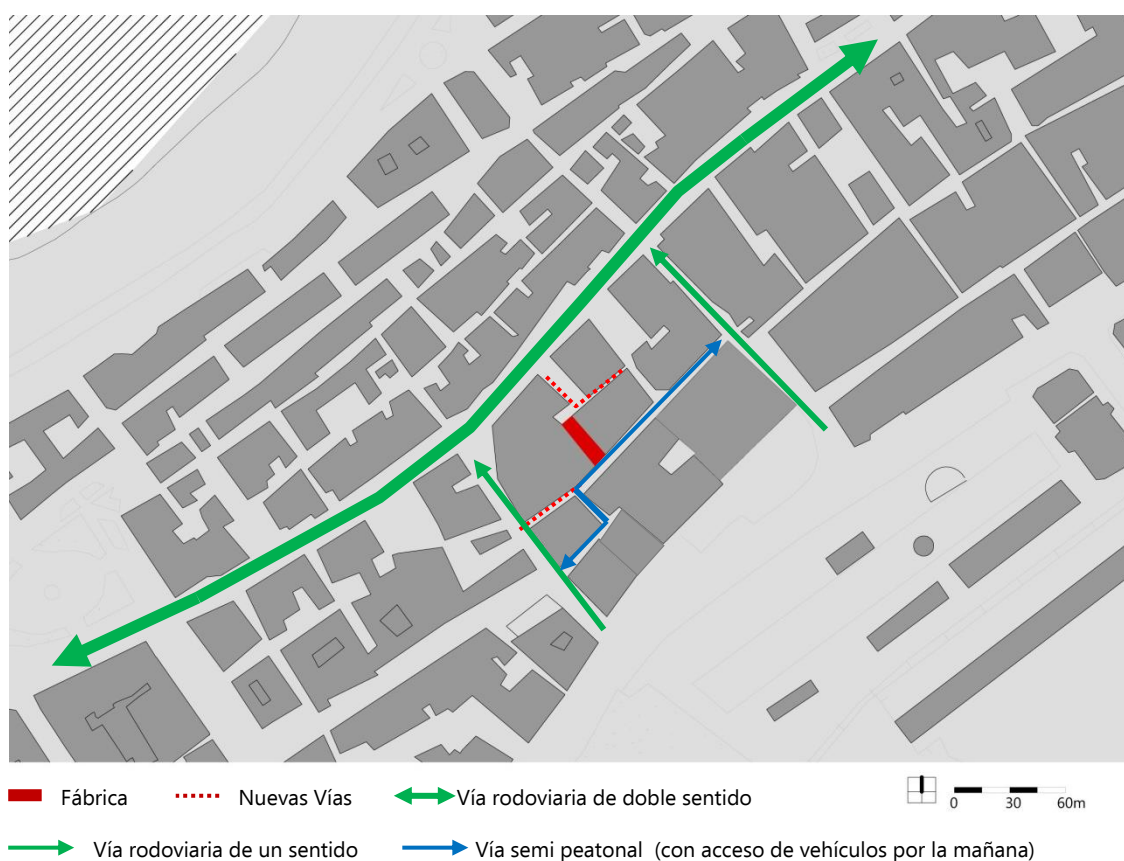 Fábrica
Nuevas Vías
Vía rodoviaria de doble sentido
0 30 60m
Vía rodoviaria de un sentido
Vía semi peatonal (con acceso de vehículos por la mañana)